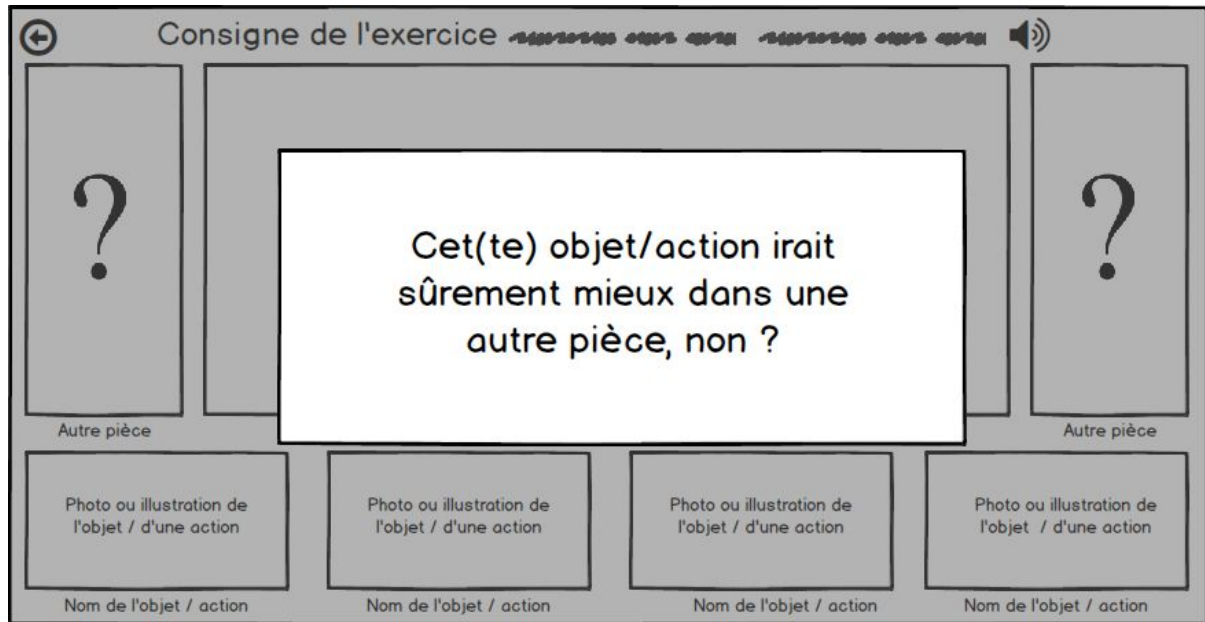 Consigne de l'exercice
?
?
Cet(te) objet/action irait
sûrement mieux dans une
autre pièce, non ?
Autre pièce
Autre pièce
Photo ou illustration de
l'objet / d'une action
Photo ou illustration de
l'objet / d'une action
Photo ou illustration de
l'objet / d'une action
Photo ou illustration de
l'objet / d'une action
Nom de l'objet / action
Nom de l'objet / action
Nom de l'objet / action
Nom de l'objet / action